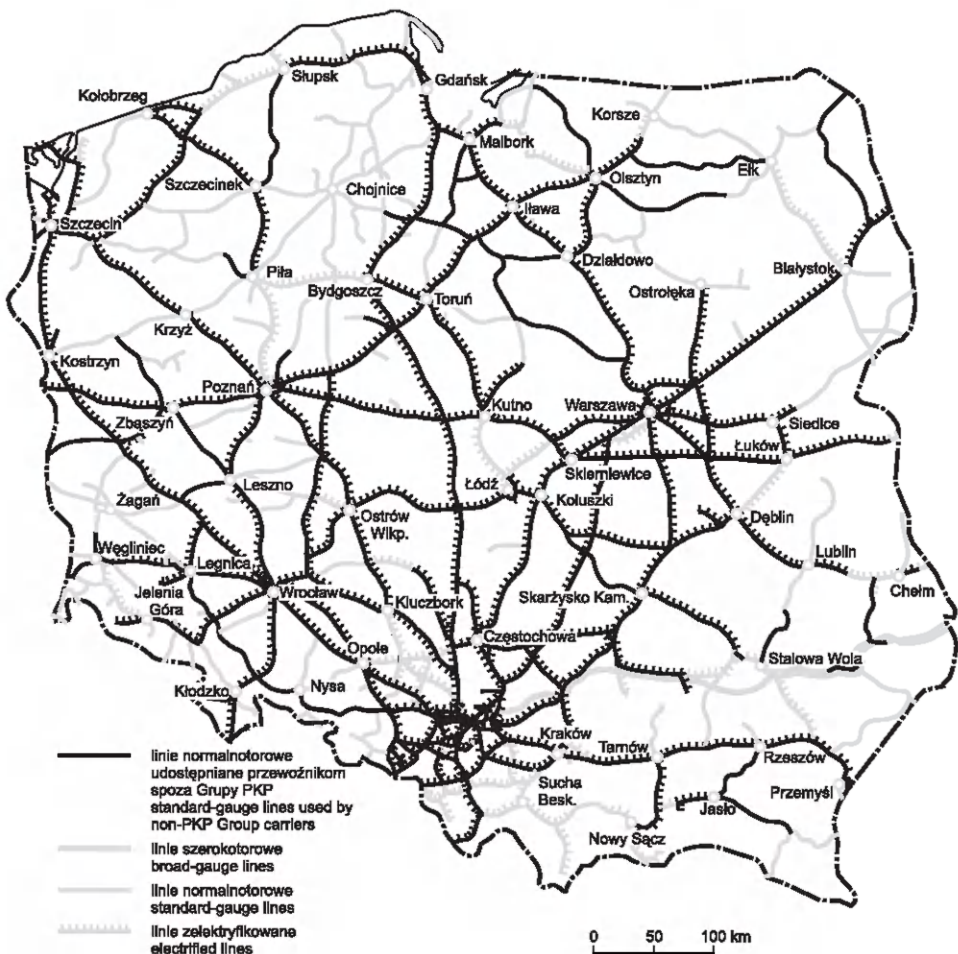 Słupsk
Gdańsk
Kołobrzeg
Korsze
Malbork
Szczecinek
Chojnice
Olsztyn
Ełk
Iława
Szczecin
Działdowo
Białystok
Piła
Bydgoszcz
Toruń
Ostrołęka
Krzyż
Kostrzyn
Poznań
Kutno
Warszawa
Zbąszyń
Siedlce
Łuków
Skierniewice
Leszno
Łódź
Koluszki
Żagań
Ostrów
Wlkp.
Dęblin
Węgliniec
Legnica
Lublin
Jelenia
Góra
Wrocław
Kluczbork
Skarżysko Kam.
Chełm
Częstochowa
Opole
Stalowa Wola
Kłodzko
Nysa
Kraków
Tarnów
Rzeszów
Sucha
Besk.
Przemyśl
Jasło
Nowy Sącz
linie normalnotorowe
udostępniane przewoźnikom
spoza Grupy PKP
standard-gauge lines used by
non-PKP Group carriers
linie szerokotorowe
broad-gauge lines
linie normalnotorowe
standard-gauge lines
linie zelektryfikowane
electrified lines
0 50 100 km